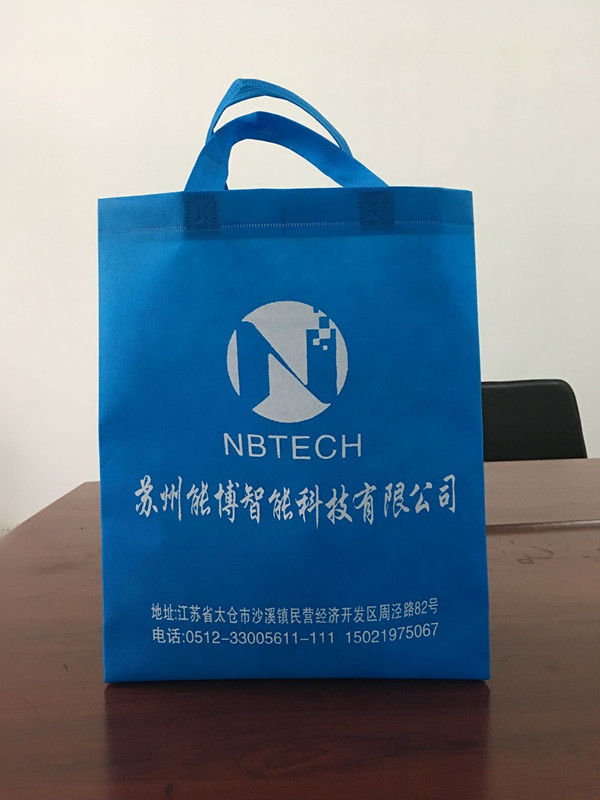 NBTECH
苏州能博智能科技有限公司
地址:江苏省太仓市沙溪镇民营经济开发区周泾路82号
电话:0512-33005611-111 15021975067